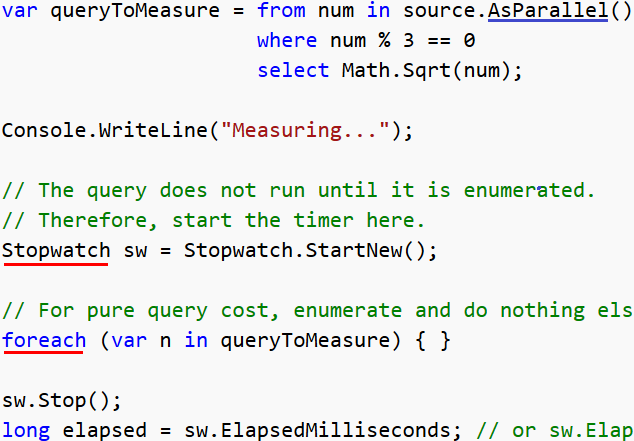 var queryToMeasure = from num in source.AsParallel()
where num % 3 == 0
select Math.Sqrt(num);
Console.WriteLine("Measuring...");
// The query does not run until it is enumerated.
// Therefore, start the timer here.
Stopwatch sw = Stopwatch.StartNew();
// For pure query cost, enumerate and do nothing els
foreach (var n in queryToMeasure) { }
sw.Stop();
long elapsed = sw.ElapsedMilliseconds; // or sw.Elap